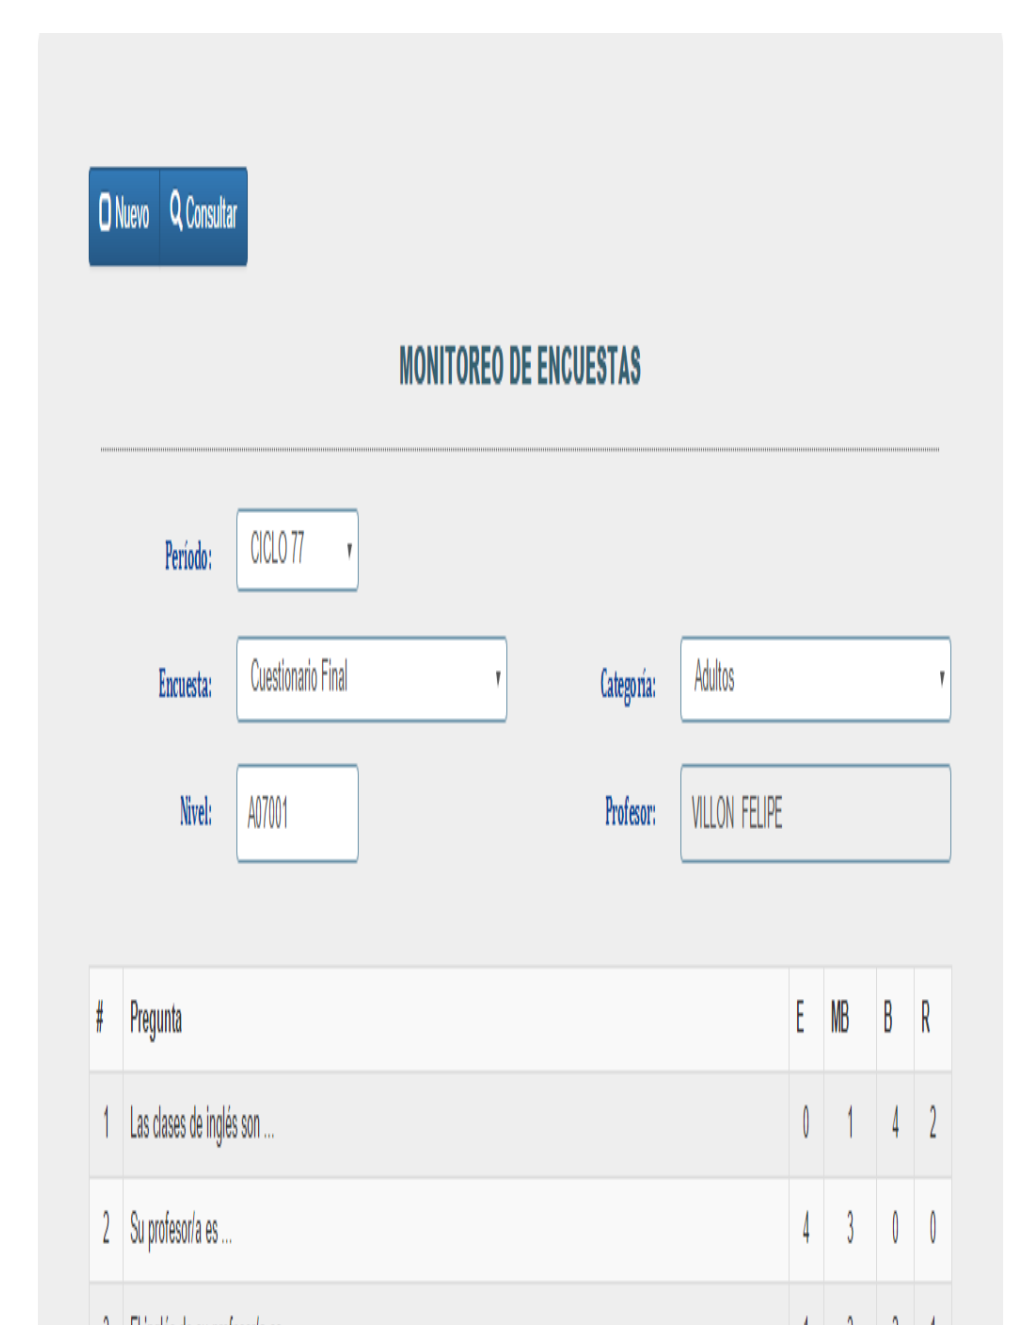 Nuevo Consultar
MONITOREO DE ENCUESTAS
Período: CICLO 77
Encuesta: Cuestionario Final Categoría: Adultos
Nivel: A07001 Profesor: VILLON FELIPE
# Pregunta E MB B R
1 Las clases de inglés son ... 0 1 4 2
2 Su profesor/a es ... 4 3 0 0